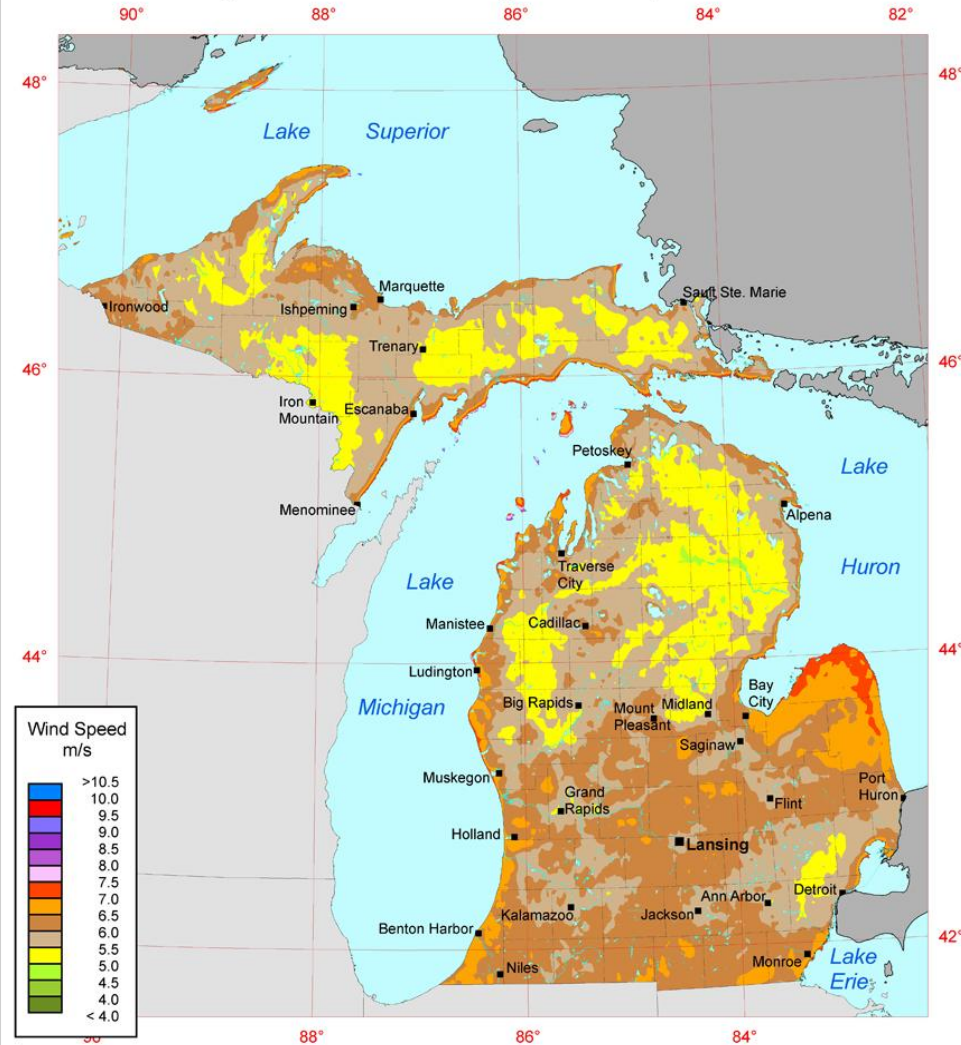 90°
88°
86°
84°
82°
48°
48°
Lake Superior
Marquette
Sault Ste. Marie
Ironwood
Ishpeming
Trenary
46°
46°
Iron
Mountain
Escanaba
Petoskey
Lake
Menominee
Alpena
Traverse
City
Huron
Lake
Manistee
Cadillac
44°
44°
Ludington
Michigan
Bay
City
Big Rapids
Mount
Pleasant
Midland
Saginaw
Wind Speed
m/s
>10.5
10.0
9.5
9.0
8.5
8.0
7.5
7.0
6.5
6.0
5.5
5.0
4.5
4.0
< 4.0
Muskegon
Grand
Rapids
Flint
Port
Huron
Holland
Lansing
Ann Arbor
Detroit
Kalamazoo
Jackson
Benton Harbor
42°
Niles
Monroe
Lake
Erie
88°
86°
84°